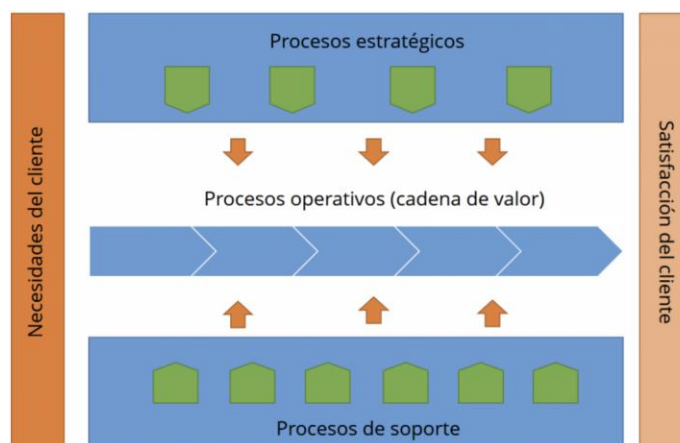 Necesidades del cliente
Procesos estratégicos
Procesos operativos (cadena de valor)
Procesos de soporte
Satisfacción del cliente